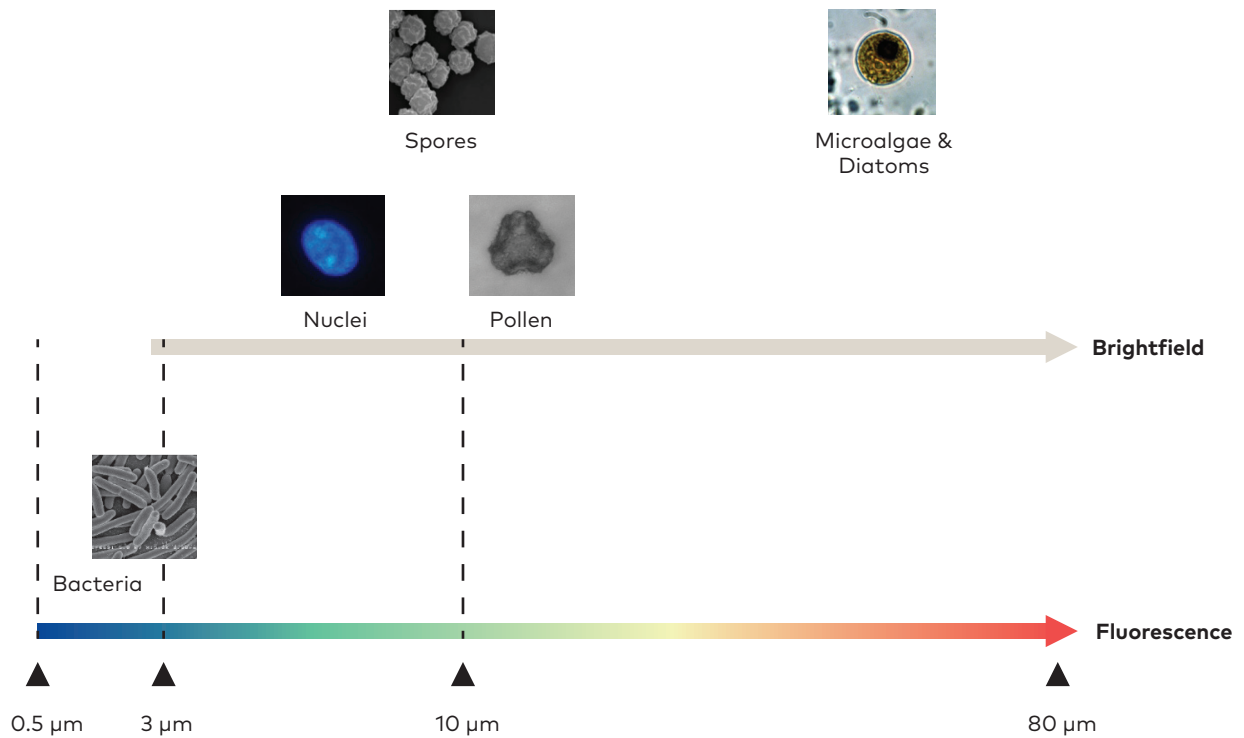 Spores
Microalgae &
Diatoms
Nuclei
Pollen
Brightfield
Bacteria
Fluorescence
0.5 µm
3 µm
10 µm
80 µm